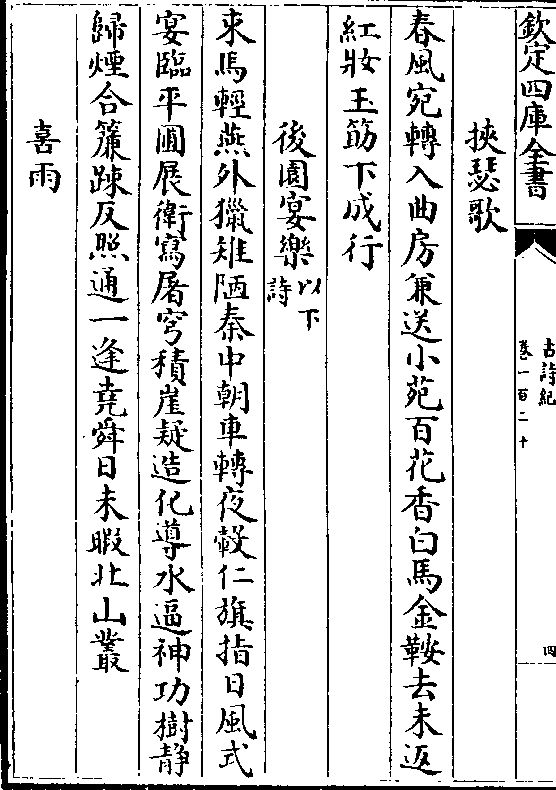 欽定四庫全書
古詩紀
卷一百二十
四
挾瑟歌
春風宛轉入曲房兼送小苑百花香白馬金鞍去未返
紅妝玉筯下成行
後園宴樂以下詩
束馬輕燕外獵雉陋秦中朝車轉夜轂仁旗指日風式
宴臨平圃展衛寫屠穹積崖疑造化導水逼神功樹静
歸煙合簾踈反照通一逢堯舜日未暇北山叢
喜雨